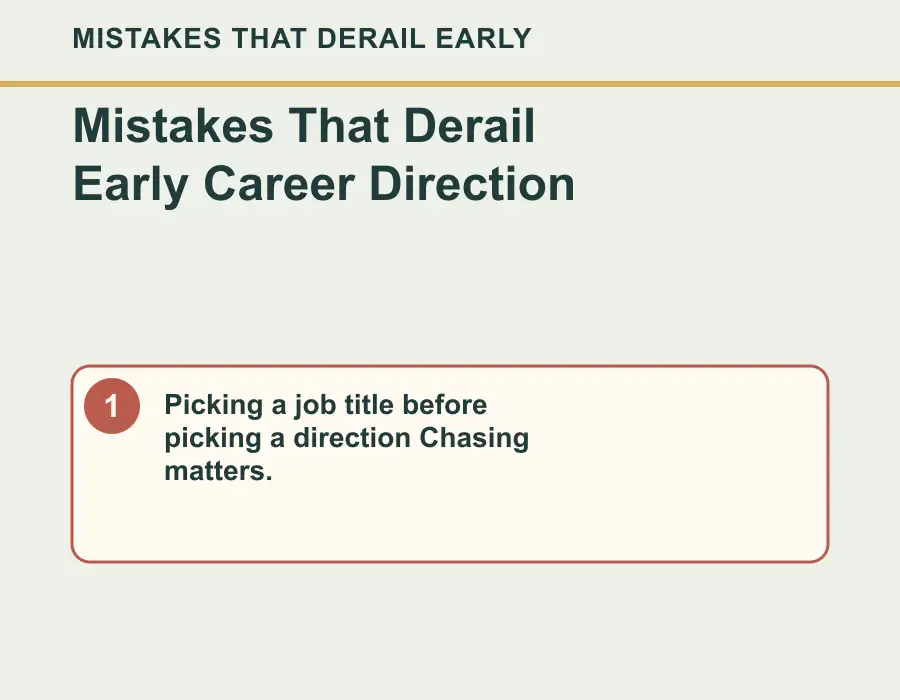 MISTAKES THAT DERAIL EARLY
Mistakes That Derail
Early Career Direction
1
Picking a job title before
picking a direction Chasing
matters.